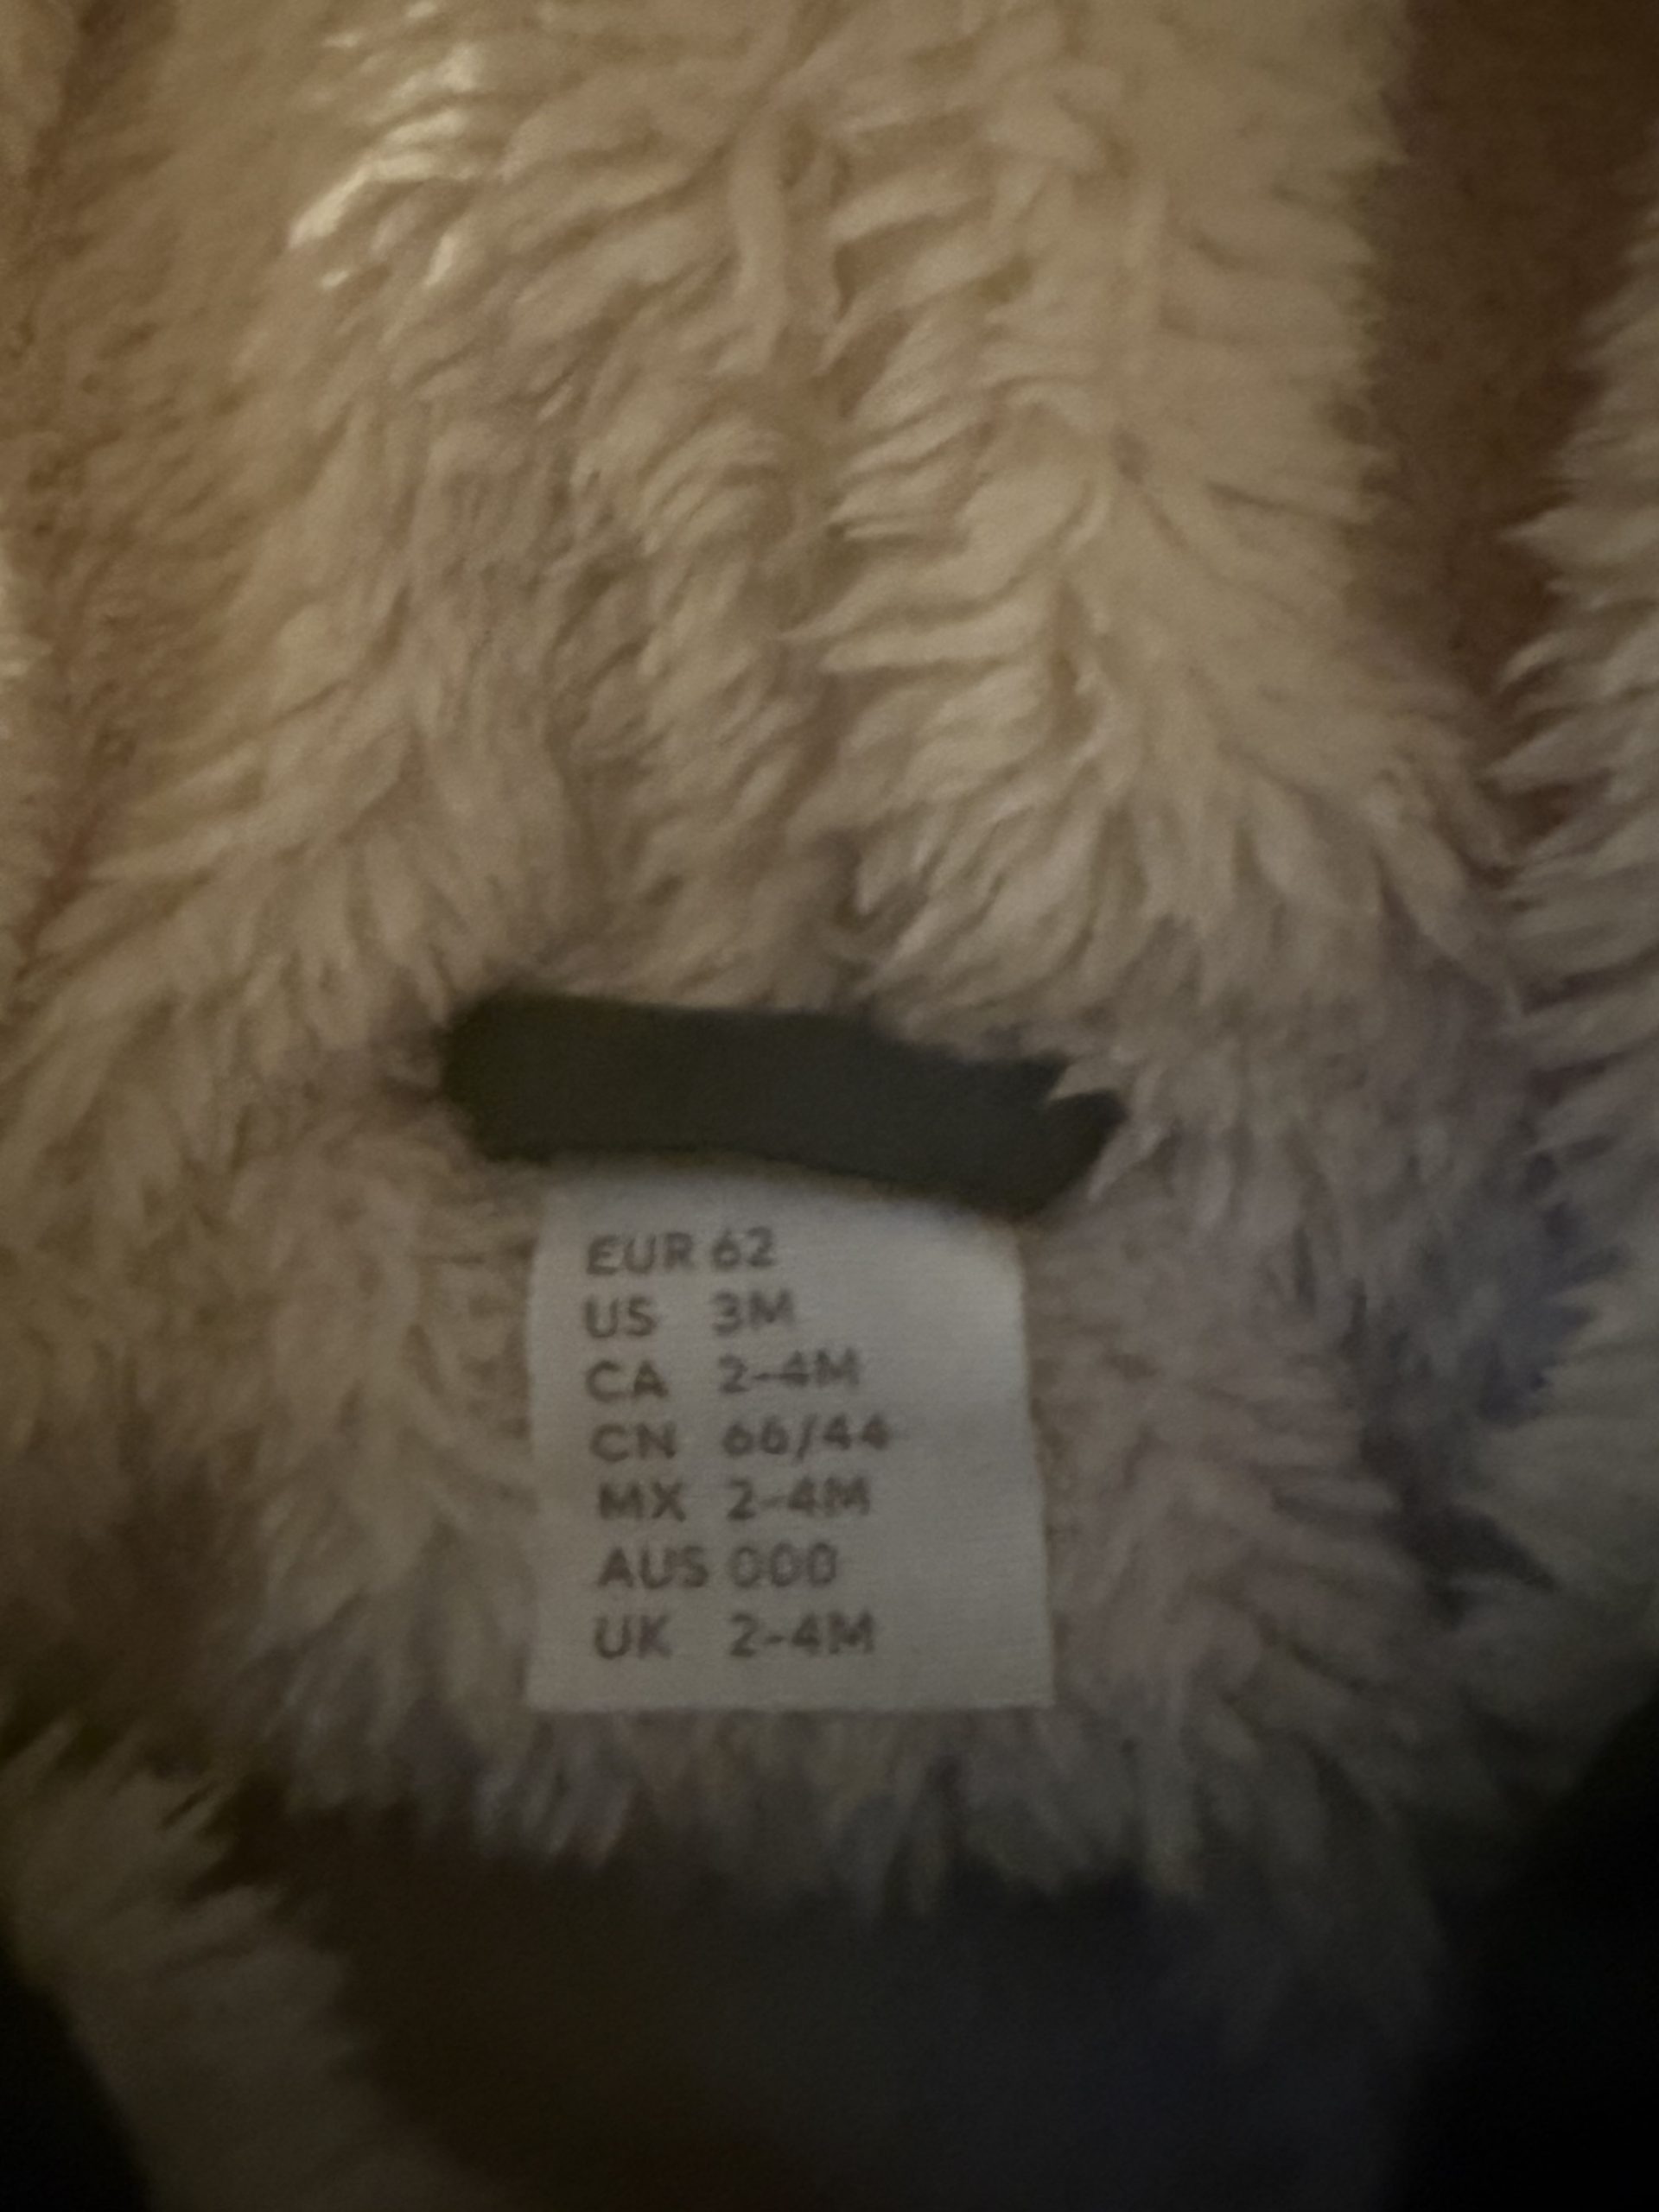 EUR 62
US 3M
CA 2-4M
CN 66/44
MX 2-4M
AUS 000
UK 2-4M